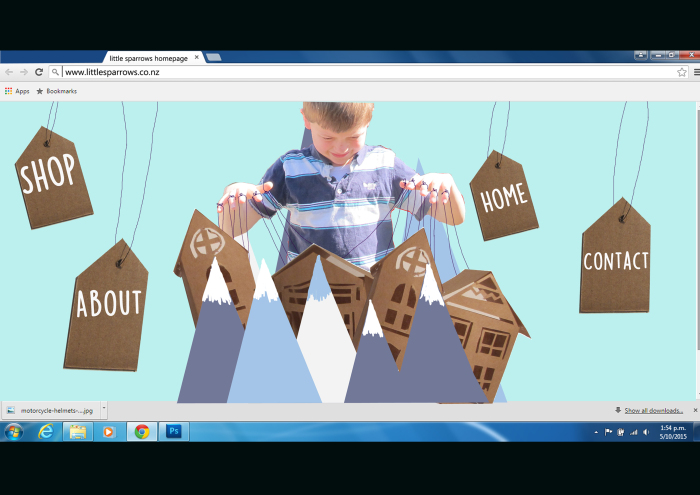 little sparrows homepage
www.littlesparrows.co.nz
Apps
Bookmarks
SHOP
HOME
ABOUT
CONTACT
motorcycle-helmets-....jpg
Show all downloads...
Ps
1:54 p.m.
5/10/2015